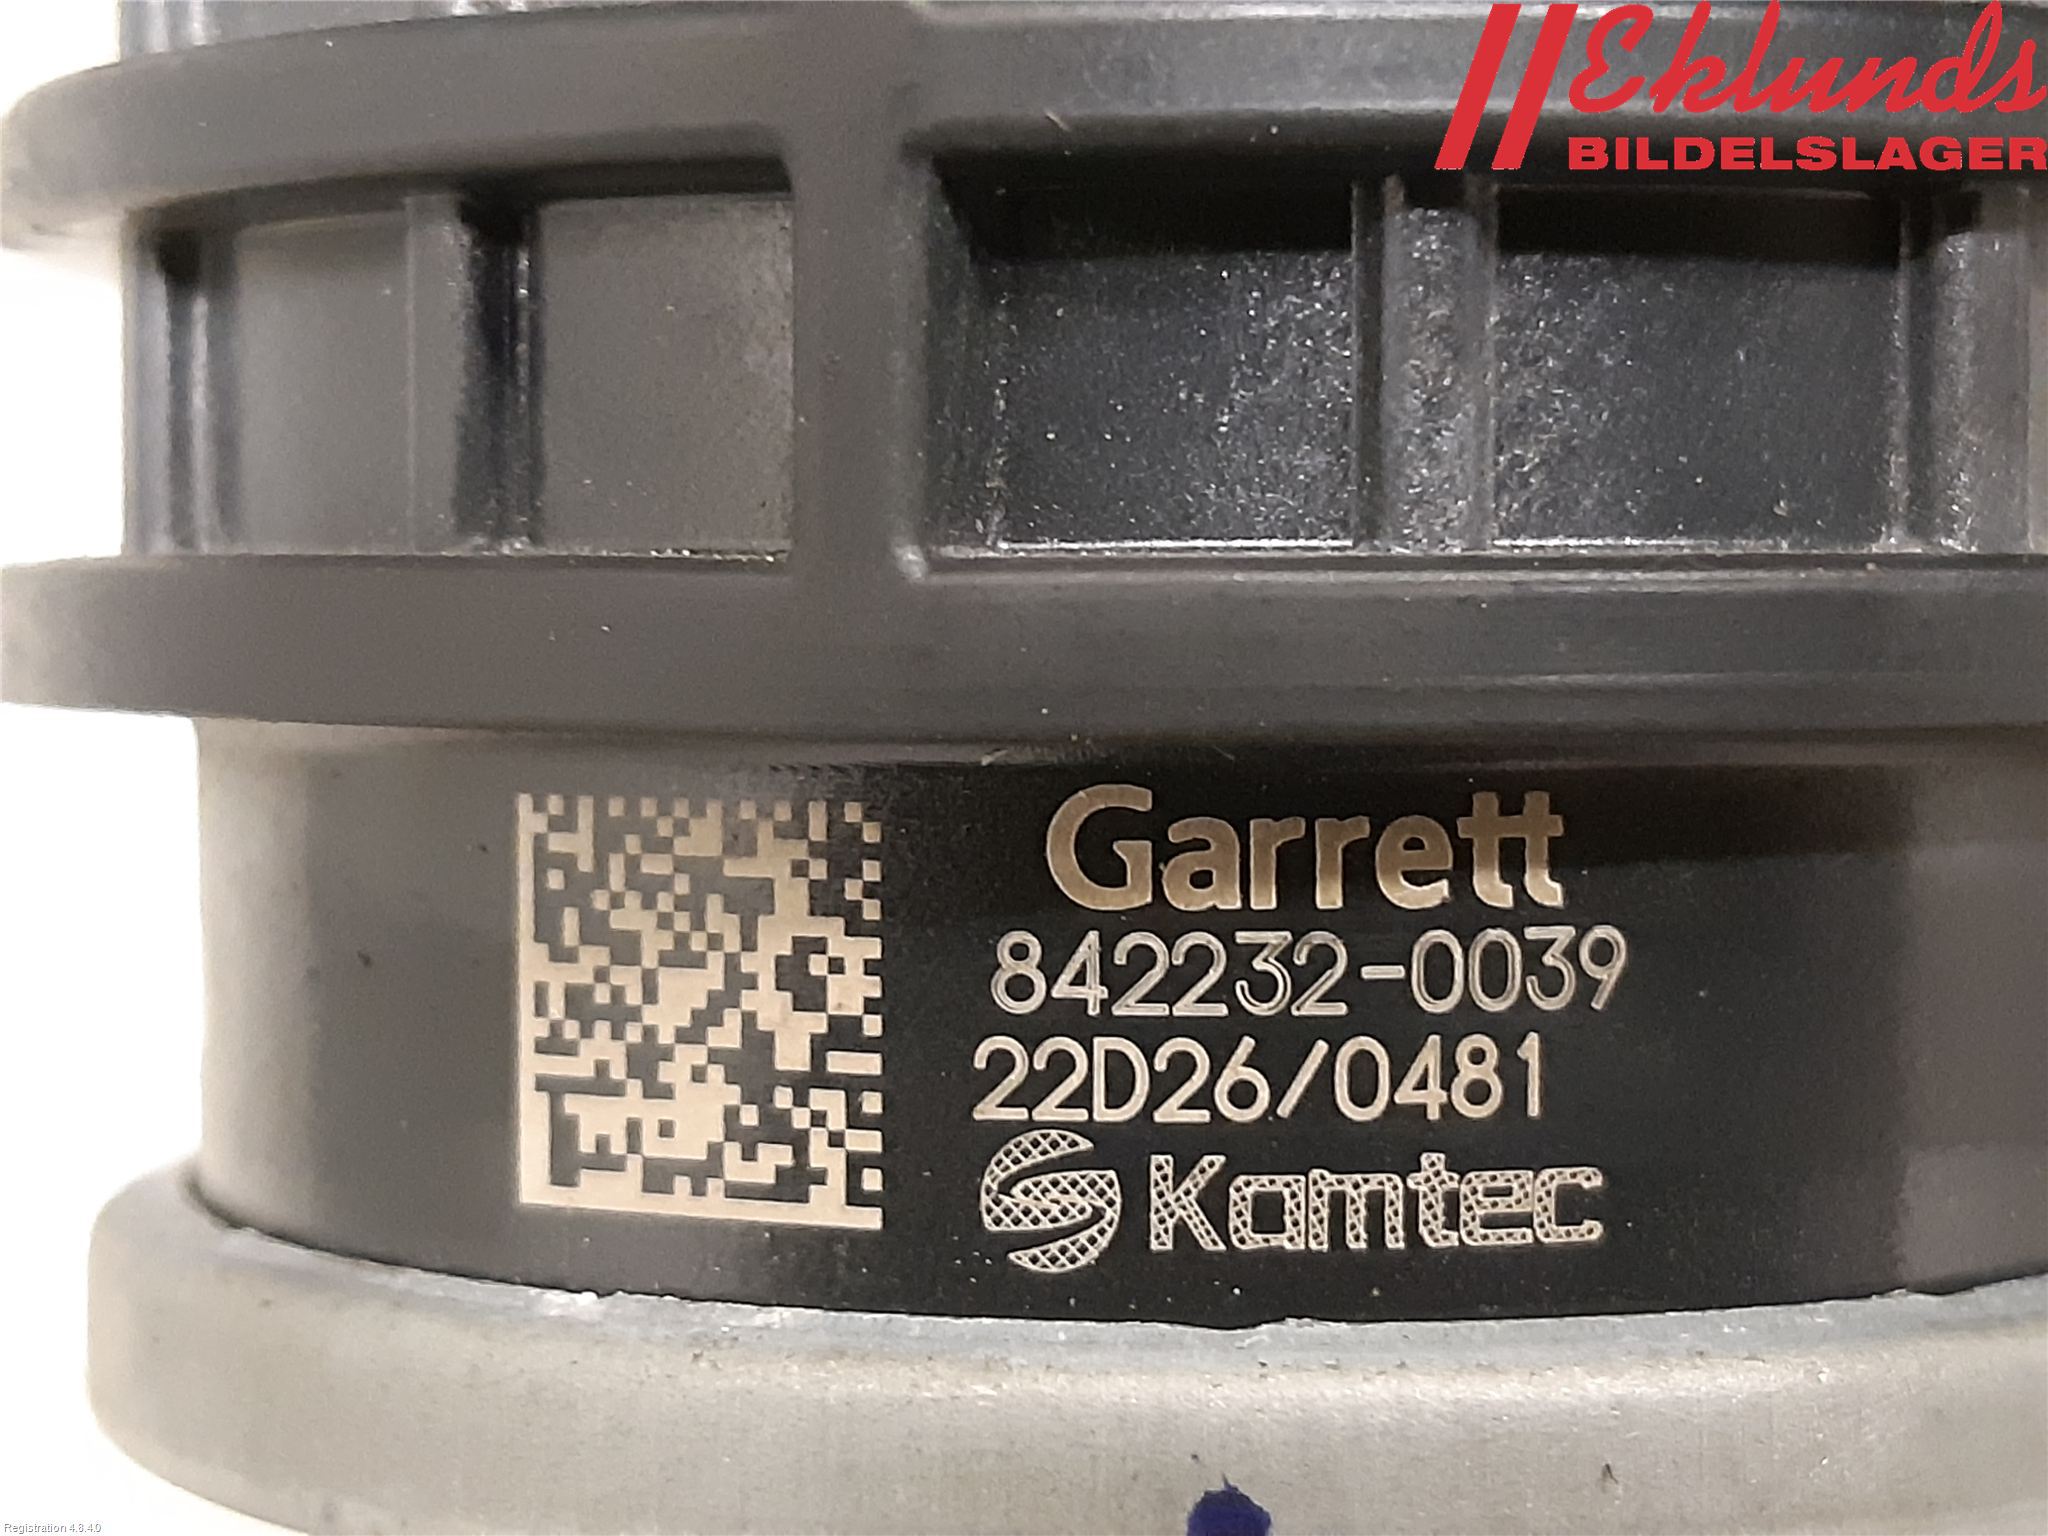 Eklunds
BILDELSLAGER
Garrett
842232-0039
22D26/0481
Kamtec
Registration 4.8.4.0